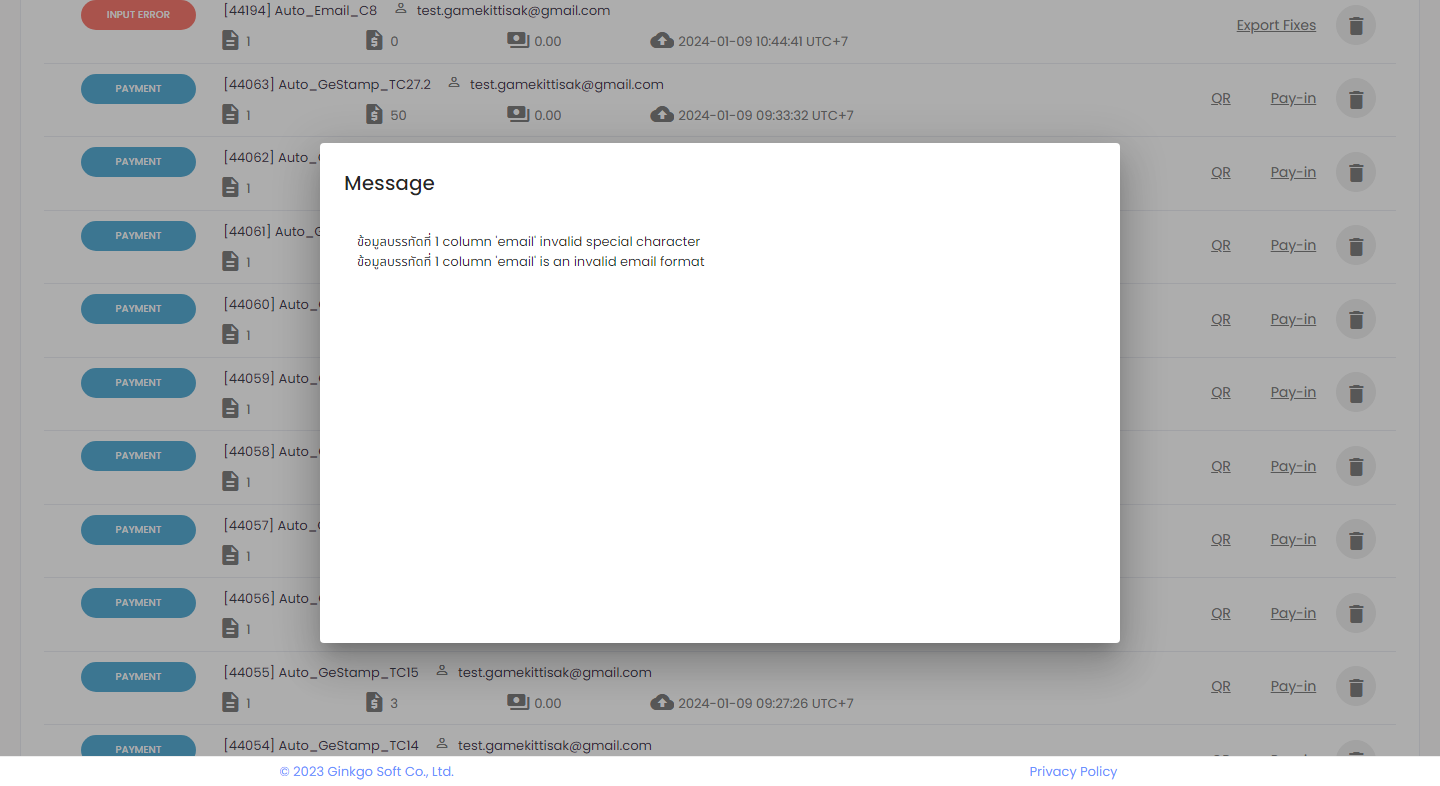 INPUT ERROR
[44194] Auto_Email_C8 test.gamekittisak@gmail.com
1 0 0.00 2024-01-09 10:44:41 UTC+7
Export Fixes
PAYMENT
[44063] Auto_GeStamp_TC27.2 test.gamekittisak@gmail.com
1 50 0.00 2024-01-09 09:33:32 UTC+7
QR Pay-in
PAYMENT
[44062] Auto_
1
QR Pay-in
PAYMENT
[44061] Auto_
1
QR Pay-in
PAYMENT
[44060] Auto_
1
QR Pay-in
PAYMENT
[44059] Auto_
1
QR Pay-in
PAYMENT
[44058] Auto_
1
QR Pay-in
PAYMENT
[44057] Auto_
1
QR Pay-in
PAYMENT
[44056] Auto_
1
QR Pay-in
Message
ข้อมูลบรรทัดที่ 1 column 'email' invalid special character
ข้อมูลบรรทัดที่ 1 column 'email' is an invalid email format
PAYMENT
[44055] Auto_GeStamp_TC15 test.gamekittisak@gmail.com
1 3 0.00 2024-01-09 09:27:26 UTC+7
QR Pay-in
PAYMENT
[44054] Auto_GeStamp_TC14 test.gamekittisak@gmail.com
© 2023 Ginkgo Soft Co., Ltd.
Privacy Policy